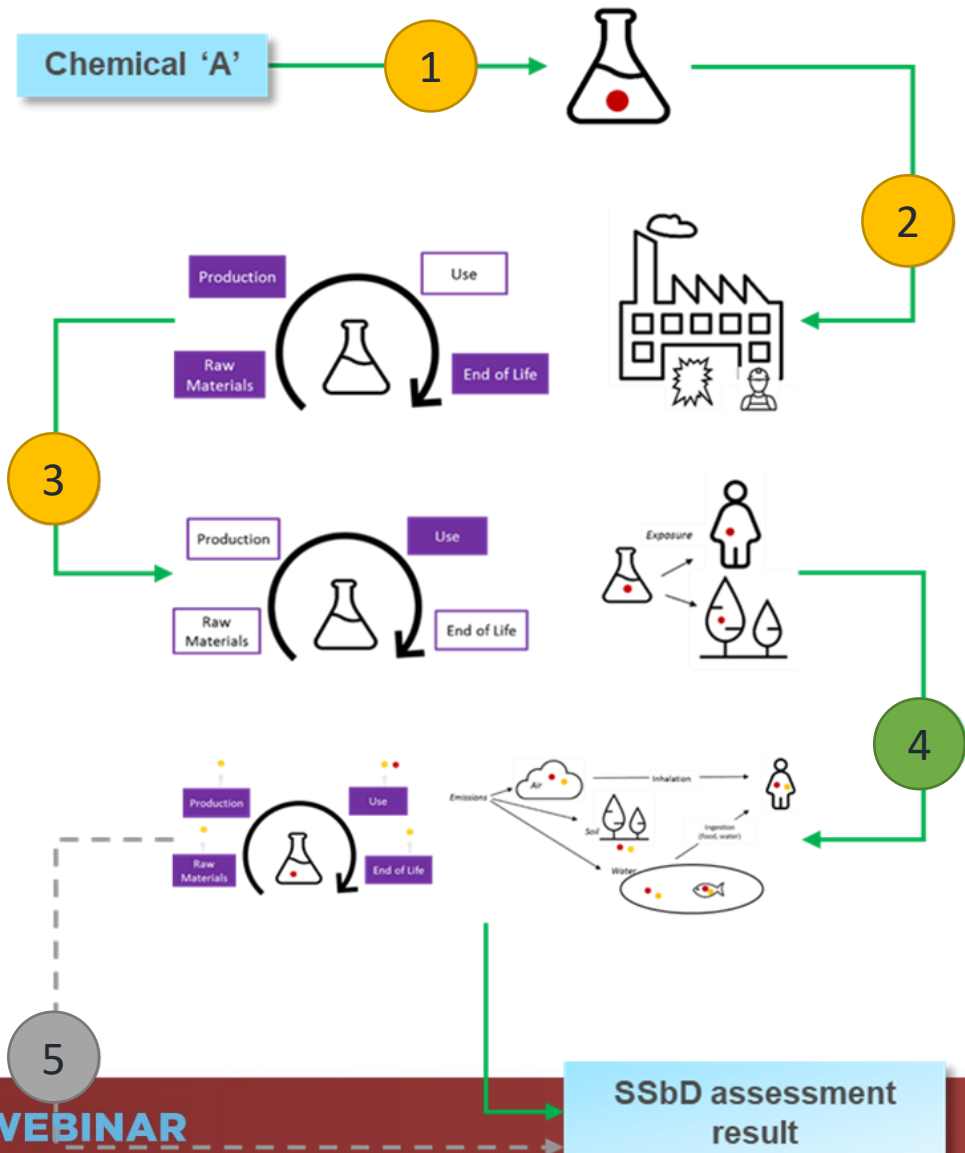 Chemical ‘A’
1
2
Production
Use
Raw
Materials
End of Life
3
Production
Use
Raw
Materials
End of Life
Exposure
4
Production
Use
Raw
Materials
End of Life
Emissions
Air
Inhalation
Soil
Ingestion
(food, water)
Water
5
SSbD assessment
result
WEBINAR